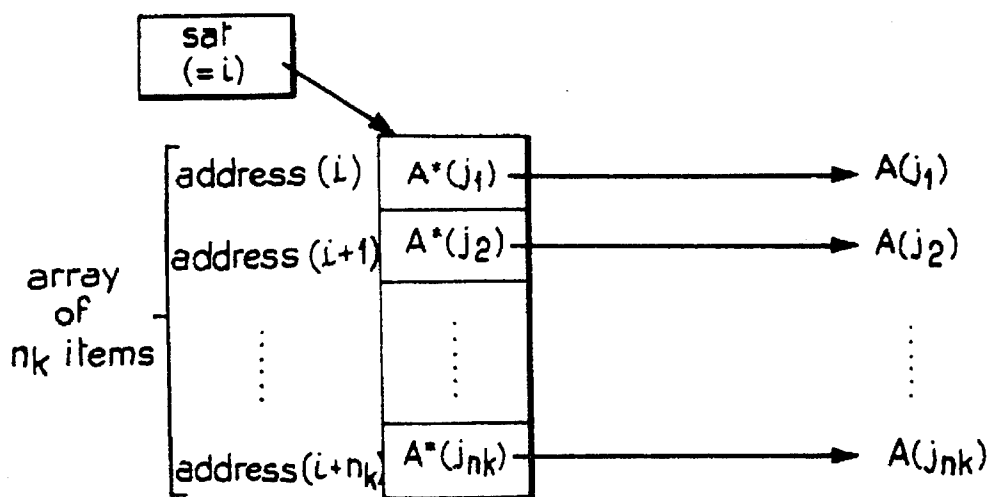 sat
(= i)
address (i) A*(j₁) A(j₁)
address (i+1) A*(j₂) A(j₂)
array
of
nₖ items
address (i+nₖ) A*(jₙₖ) A(jₙₖ)